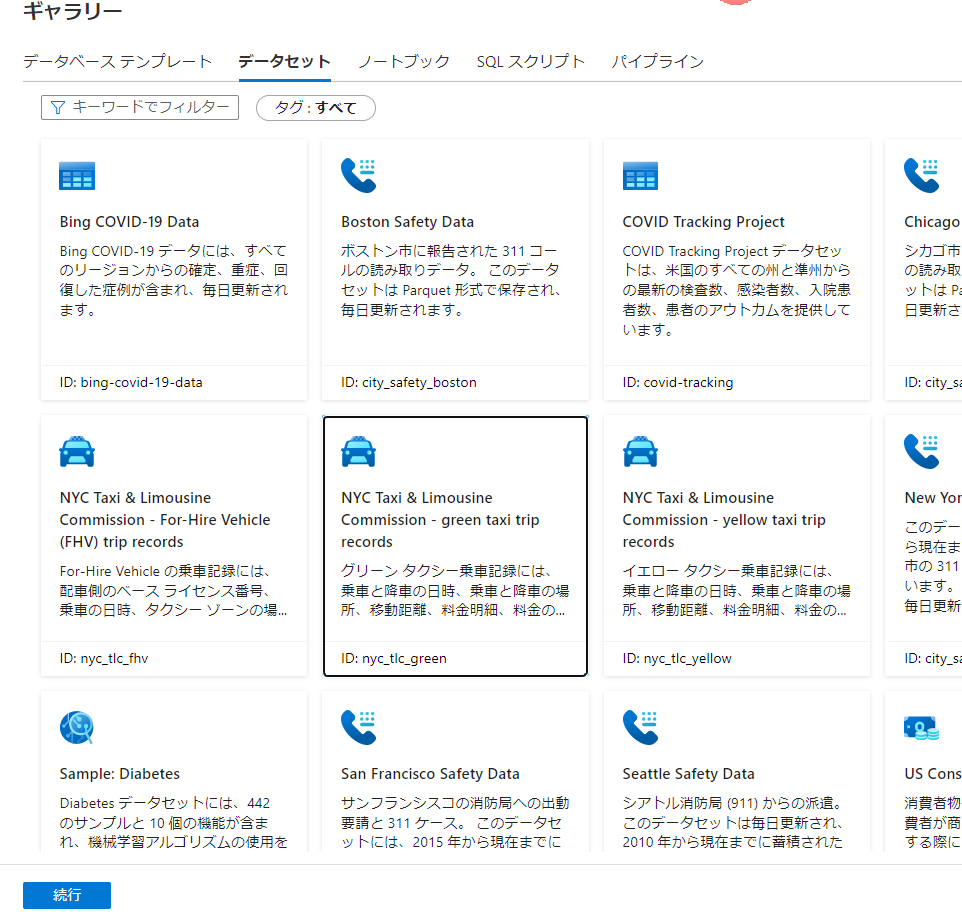 ギャラリー
データベース テンプレート データセット ノートブック SQL スクリプト パイプライン
キーワードでフィルター タグ : すべて
Bing COVID-19 Data
Bing COVID-19 データには、すべて
のリージョンからの確定、重症、回
復した症例が含まれ、毎日更新され
ます。
ID: bing-covid-19-data
Boston Safety Data
ボストン市に報告された 311 コー
ルの読み取りデータ。 このデータ
セットは Parquet 形式で保存され、
毎日更新されます。
ID: city_safety_boston
COVID Tracking Project
COVID Tracking Project データセッ
トは、米国のすべての州と準州から
の最新の検査数、感染者数、入院患
者数、患者のアウトカムを提供して
います。
ID: covid-tracking
Chicago
シカゴ市
の読み取
ットは Pa
日更新さ
ID: city_sa
NYC Taxi & Limousine
Commission - For-Hire Vehicle
(FHV) trip records
For-Hire Vehicle の乗車記録には、
配車側のベース ライセンス番号、
乗車の日時、タクシー ゾーンの場...
ID: nyc_tlc_fhv
NYC Taxi & Limousine
Commission - green taxi trip
records
グリーン タクシー乗車記録には、
乗車と降車の日時、乗車と降車の場
所、移動距離、料金明細、料金の...
ID: nyc_tlc_green
NYC Taxi & Limousine
Commission - yellow taxi trip
records
イエロー タクシー乗車記録には、
乗車と降車の日時、乗車と降車の場
所、移動距離、料金明細、料金の...
ID: nyc_tlc_yellow
New Yor
このデー
ら現在ま
市の 311
います。
毎日更新
ID: city_sa
Sample: Diabetes
Diabetes データセットには、442
のサンプルと 10 個の機能が含ま
れ、機械学習アルゴリズムの使用を
San Francisco Safety Data
サンフランシスコの消防局への出動
要請と 311 ケース。 このデータセ
ットには、2015 年から現在までに
Seattle Safety Data
シアトル消防局 (911) からの派遣。
このデータセットは毎日更新され、
2010 年から現在までに蓄積された
US Cons
消費者物
費者が商
する際に
続行